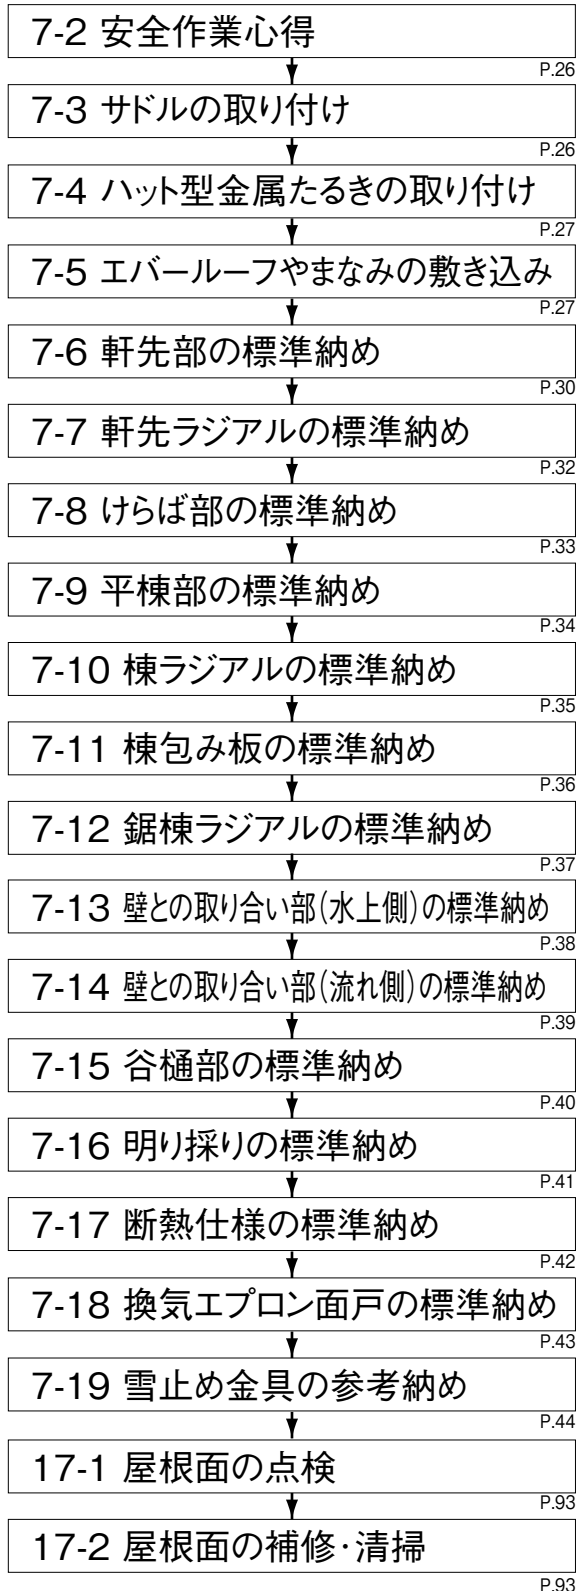 7-2 安全作業心得
P.26
7-3 サドルの取り付け
P.26
7-4 ハット型金属たるきの取り付け
P.27
7-5 エバールーフやまなみの敷き込み
P.27
7-6 軒先部の標準納め
P.30
7-7 軒先ラジアルの標準納め
P.32
7-8 けらば部の標準納め
P.33
7-9 平棟部の標準納め
P.34
7-10 棟ラジアルの標準納め
P.35
7-11 棟包み板の標準納め
P.36
7-12 鋸棟ラジアルの標準納め
P.37
7-13 壁との取り合い部(水上側)の標準納め
P.38
7-14 壁との取り合い部(流れ側)の標準納め
P.39
7-15 谷樋部の標準納め
P.40
7-16 明り採りの標準納め
P.41
7-17 断熱仕様の標準納め
P.42
7-18 換気エプロン面戸の標準納め
P.43
7-19 雪止め金具の参考納め
P.44
17-1 屋根面の点検
P.93
17-2 屋根面の補修・清掃
P.93